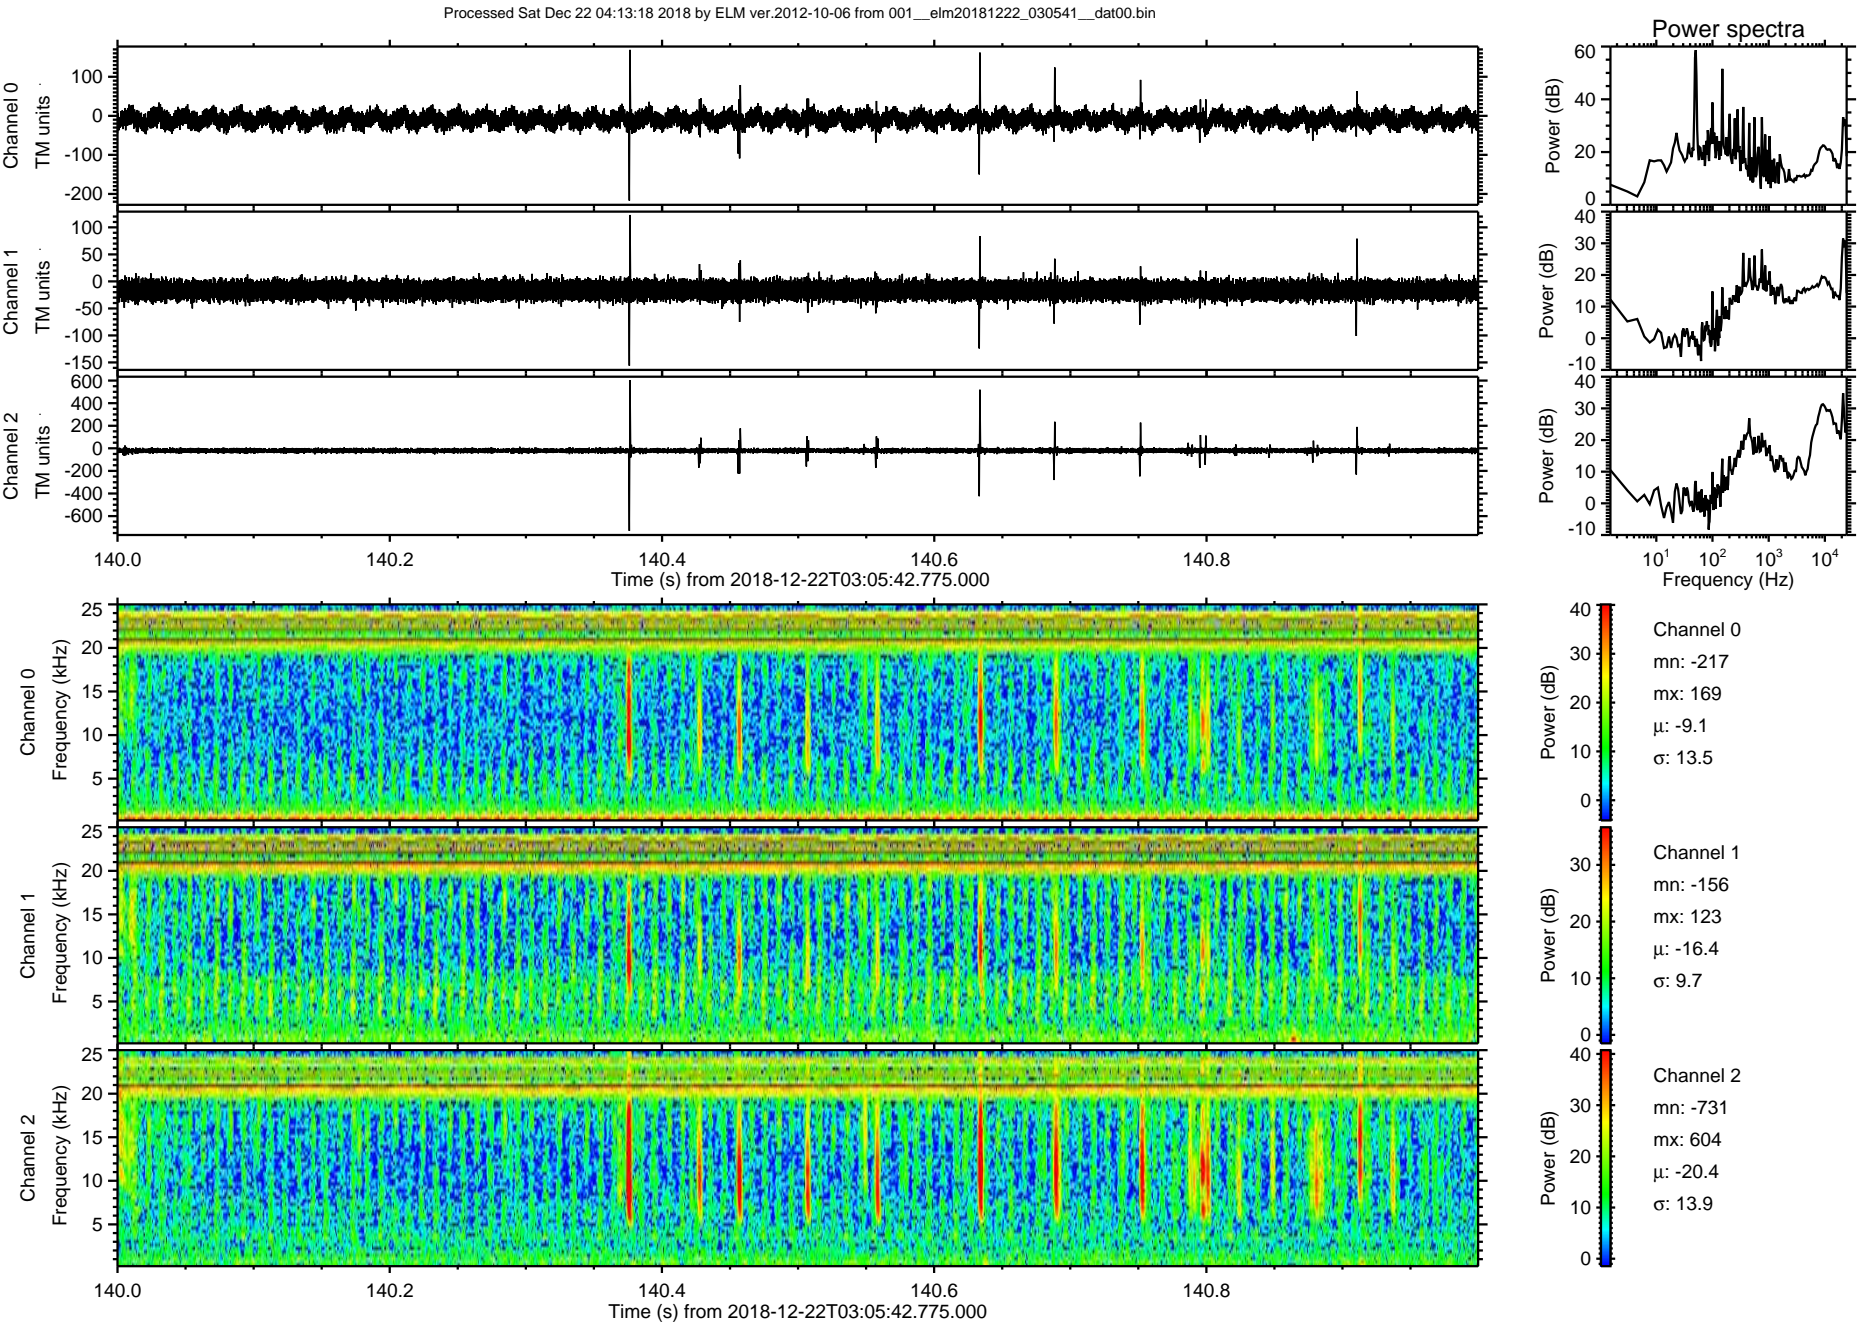 Processed Sat Dec 22 04:13:18 2018 by ELM ver.2012-10-06 from 001__elm20181222_030541__dat00.bin
Power spectra
Channel 0
TM units
100
0
-100
-200
Power (dB)
60
40
20
0
Channel 1
TM units
100
50
0
-50
-100
-150
Power (dB)
40
30
20
10
0
-10
Channel 2
TM units
600
400
200
0
-200
-400
-600
Power (dB)
40
30
20
10
0
-10
140.0 140.2 140.4 140.6 140.8
Time (s) from 2018-12-22T03:05:42.775.000
10¹ 10² 10³ 10⁴
Frequency (Hz)
Channel 0
Frequency (kHz)
25
20
15
10
5
Power (dB)
40
30
20
10
0
Channel 0
mn: -217
mx: 169
μ: -9.1
σ: 13.5
Channel 1
Frequency (kHz)
25
20
15
10
5
Power (dB)
30
20
10
0
Channel 1
mn: -156
mx: 123
μ: -16.4
σ: 9.7
Channel 2
Frequency (kHz)
25
20
15
10
5
Power (dB)
40
30
20
10
0
Channel 2
mn: -731
mx: 604
μ: -20.4
σ: 13.9
140.0 140.2 140.4 140.6 140.8
Time (s) from 2018-12-22T03:05:42.775.000